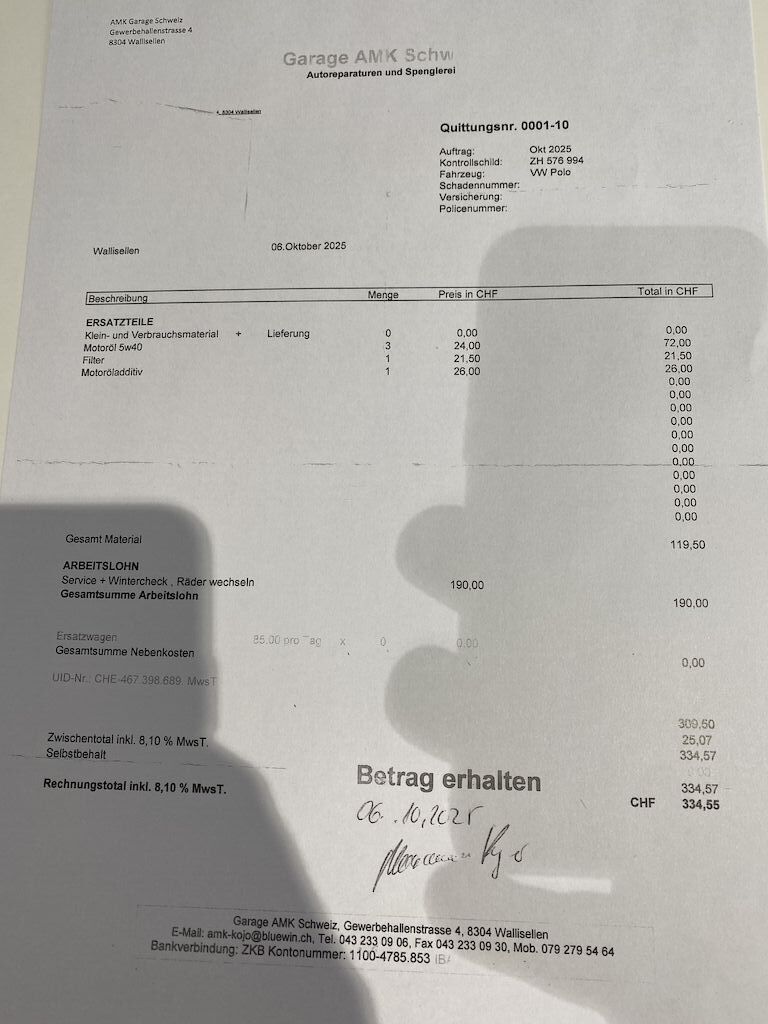 AMK Garage Schweiz
Gewerbehallenstrasse 4
8304 Wallisellen
Garage AMK Schw
Autoreparaturen und Spenglerei
4, 8304 Wallisellen
Quittungsnr. 0001-10
Auftrag: Okt 2025
Kontrollschild: ZH 576 994
Fahrzeug: VW Polo
Schadennummer:
Versicherung:
Policenummer:
Wallisellen 06.Oktober 2025
Beschreibung Menge Preis in CHF Total in CHF
ERSATZTEILE
Klein- und Verbrauchsmaterial + Lieferung 0 0,00 0,00
Motoröl 5w40 3 24,00 72,00
Filter 1 21,50 21,50
Motoröladditiv 1 26,00 26,00
0,00
0,00
0,00
0,00
0,00
0,00
0,00
0,00
0,00
0,00
0,00
Gesamt Material 119,50
ARBEITSLOHN
Service + Wintercheck , Räder wechseln 190,00
Gesamtsumme Arbeitslohn 190,00
Ersatzwagen 85,00 pro Tag x 0 0,00
Gesamtsumme Nebenkosten 0,00
UID-Nr.: CHE-467.398.689. MwsT
309,50
Zwischentotal inkl. 8,10 % MwsT. 25,07
Selbstbehalt 334,57
0,00
Rechnungstotal inkl. 8,10 % MwsT. 334,57
CHF 334,55
Betrag erhalten
06.10,2025
Garage AMK Schweiz, Gewerbehallenstrasse 4, 8304 Wallisellen
E-Mail: amk-kojo@bluewin.ch, Tel. 043 233 09 06, Fax 043 233 09 30, Mob. 079 279 54 64
Bankverbindung: ZKB Kontonummer: 1100-4785.853 IBA